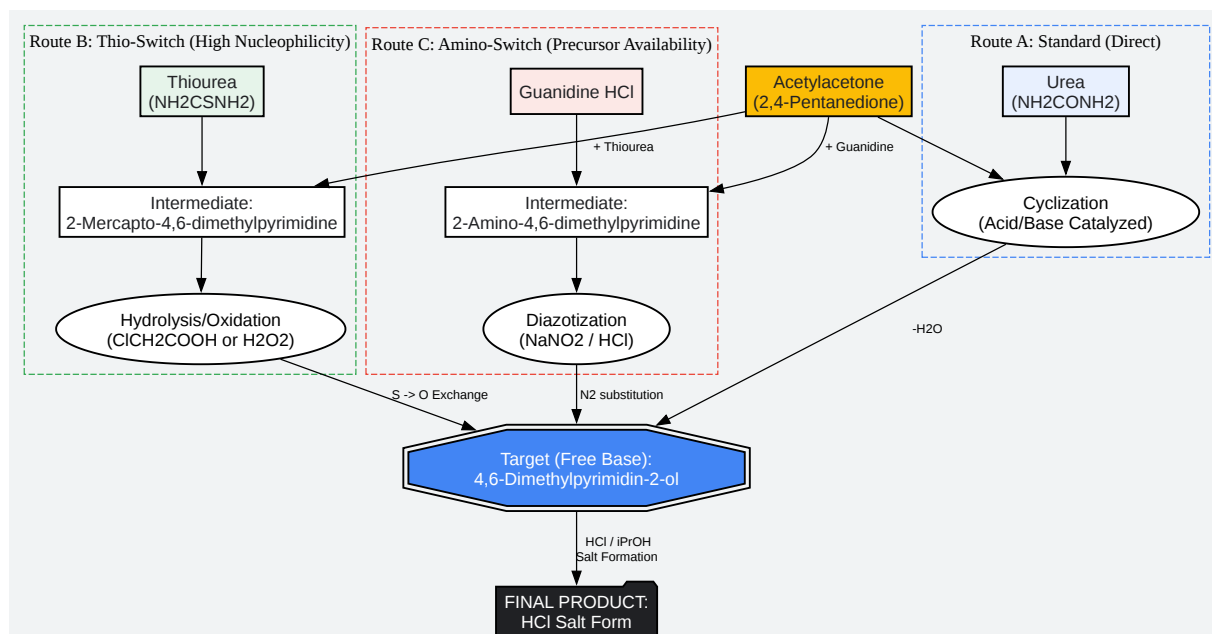 Route B: Thio-Switch (High Nucleophilicity)
Route C: Amino-Switch (Precursor Availability)
Route A: Standard (Direct)
Thiourea
(NH2CSNH2)
Guanidine HCl
Acetylacetone
(2,4-Pentanedione)
Urea
(NH2CONH2)
+ Thiourea
+ Guanidine
Intermediate:
2-Mercapto-4,6-dimethylpyrimidine
Intermediate:
2-Amino-4,6-dimethylpyrimidine
Cyclization
(Acid/Base Catalyzed)
Hydrolysis/Oxidation
(ClCH2COOH or H2O2)
Diazotization
(NaNO2 / HCl)
-H2O
S -> O Exchange
N2 substitution
Target (Free Base):
4,6-Dimethylpyrimidin-2-ol
HCl / iPrOH
Salt Formation
FINAL PRODUCT:
HCl Salt Form